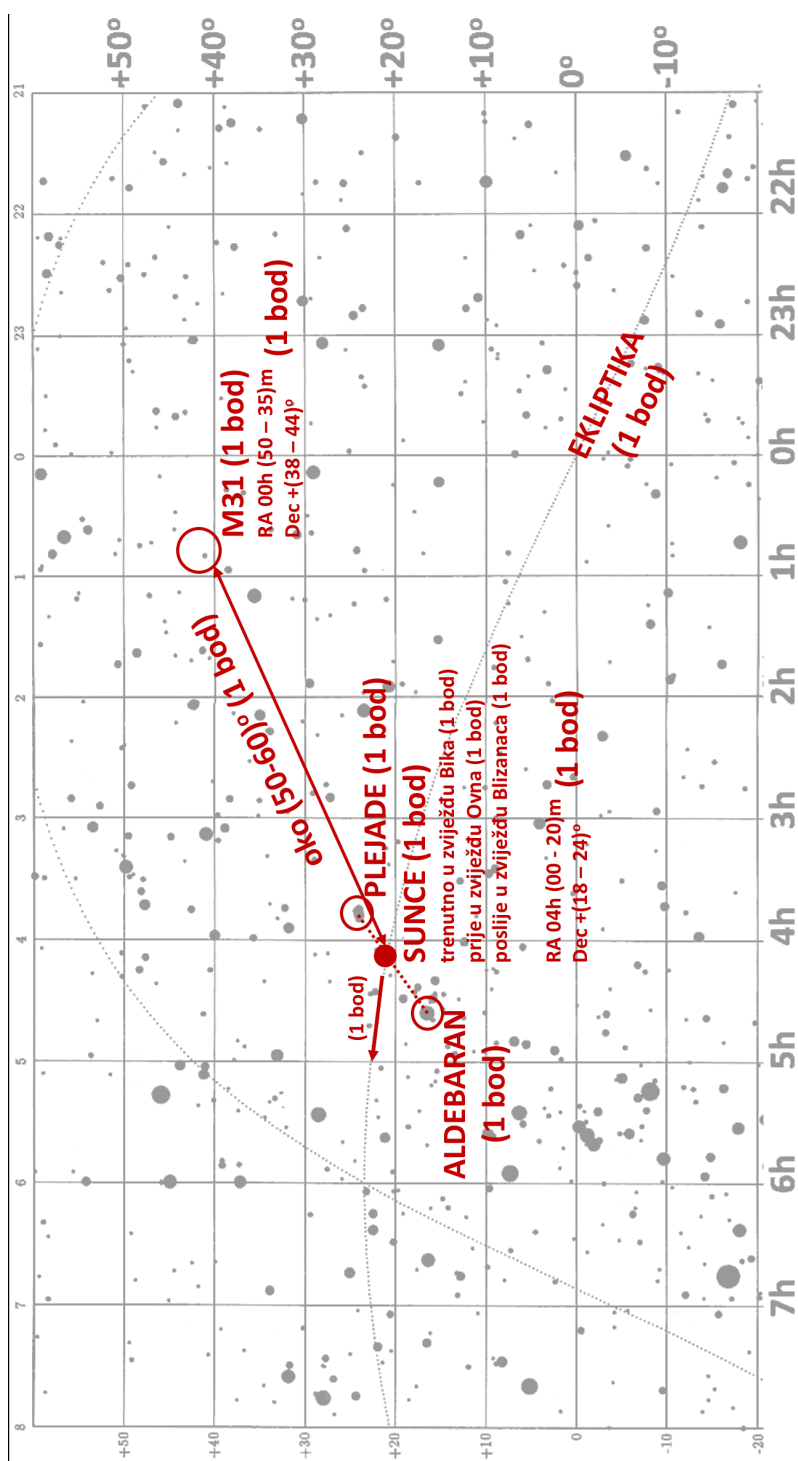 8 7 6 5 4 3 2 1 0 23 22 21
+50 +50°
+40 +40°
+30 +30°
+20 +20°
+10 +10°
0 0°
-10 -10°
-20
7h 6h 5h 4h 3h 2h 1h 0h 23h 22h
M31 (1 bod)
RA 00h (50 – 35)m
Dec +(38 – 44)º
(1 bod)
oko (50-60)º (1 bod)
PLEJADE (1 bod)
SUNCE (1 bod)
trenutno u zviježđu Bika (1 bod)
prije u zviježđu Ovna (1 bod)
poslije u zviježđu Blizanaca (1 bod)
RA 04h (00 - 20)m
Dec +(18 – 24)º
(1 bod)
(1 bod)
ALDEBARAN
(1 bod)
EKLIPTIKA
(1 bod)